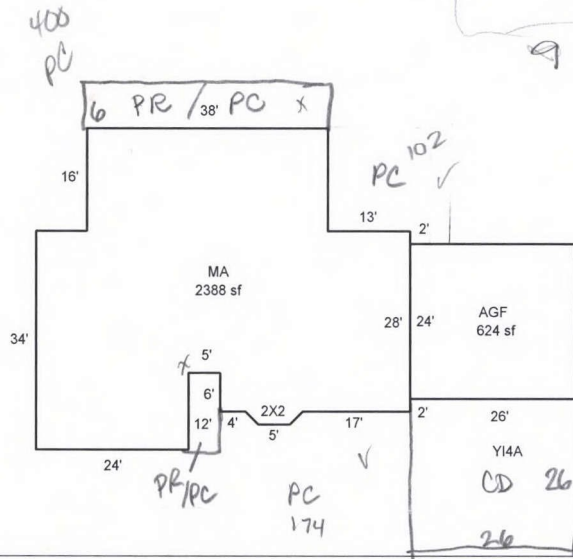 400
PC
6 PR / PC x
38'
PC 102 ✓
16'
13'
2'
MA
2388 sf
AGF
624 sf
28'
24'
34'
x 5'
6'
12'
4'
2X2
5'
17'
2'
26'
24'
PR/PC
PC
174
✓
YI4A
CD 26
26